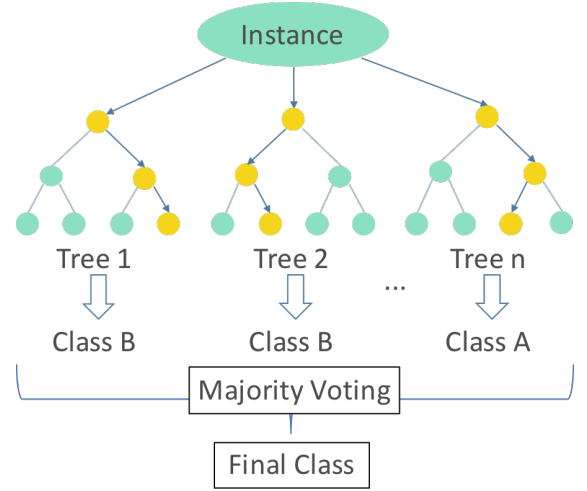 Instance
Tree 1
Tree 2
...
Tree n
Class B
Class B
Class A
Majority Voting
Final Class